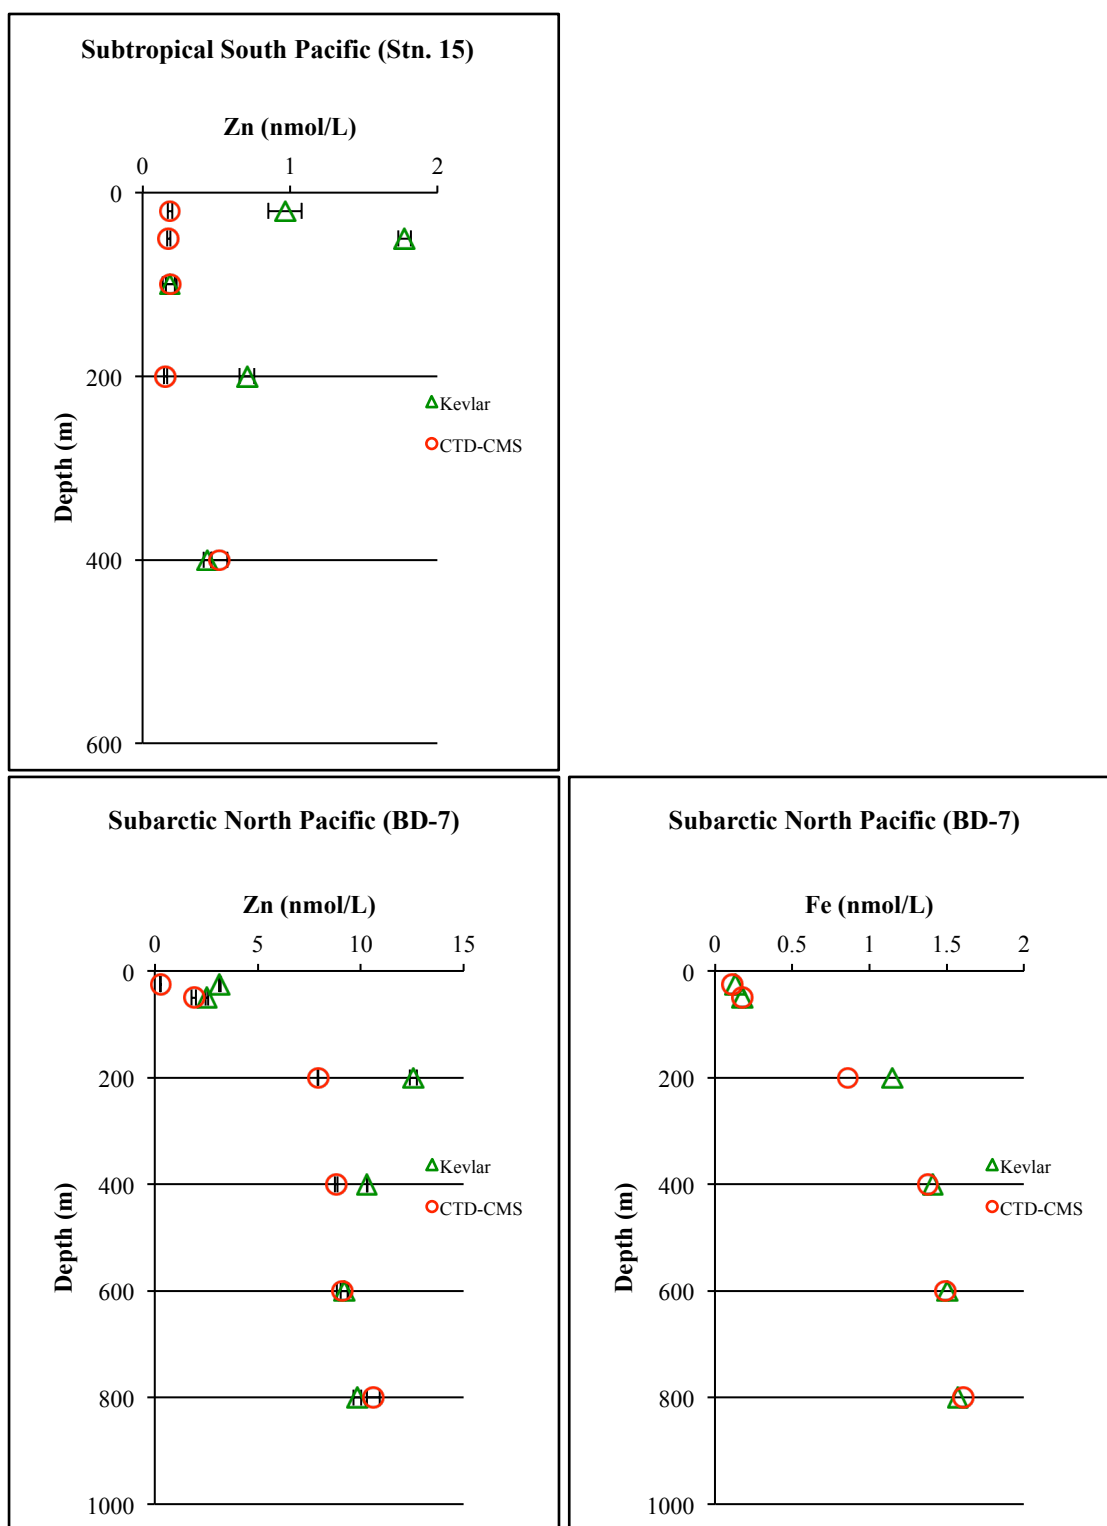 Subtropical South Pacific (Stn. 15)
Zn (nmol/L)
0 1 2
0
200
400
600
Depth (m)
Kevlar
CTD-CMS
Subarctic North Pacific (BD-7)
Zn (nmol/L)
0 5 10 15
0
200
400
600
800
1000
Depth (m)
Kevlar
CTD-CMS
Subarctic North Pacific (BD-7)
Fe (nmol/L)
0 0.5 1 1.5 2
0
200
400
600
800
1000
Depth (m)
Kevlar
CTD-CMS